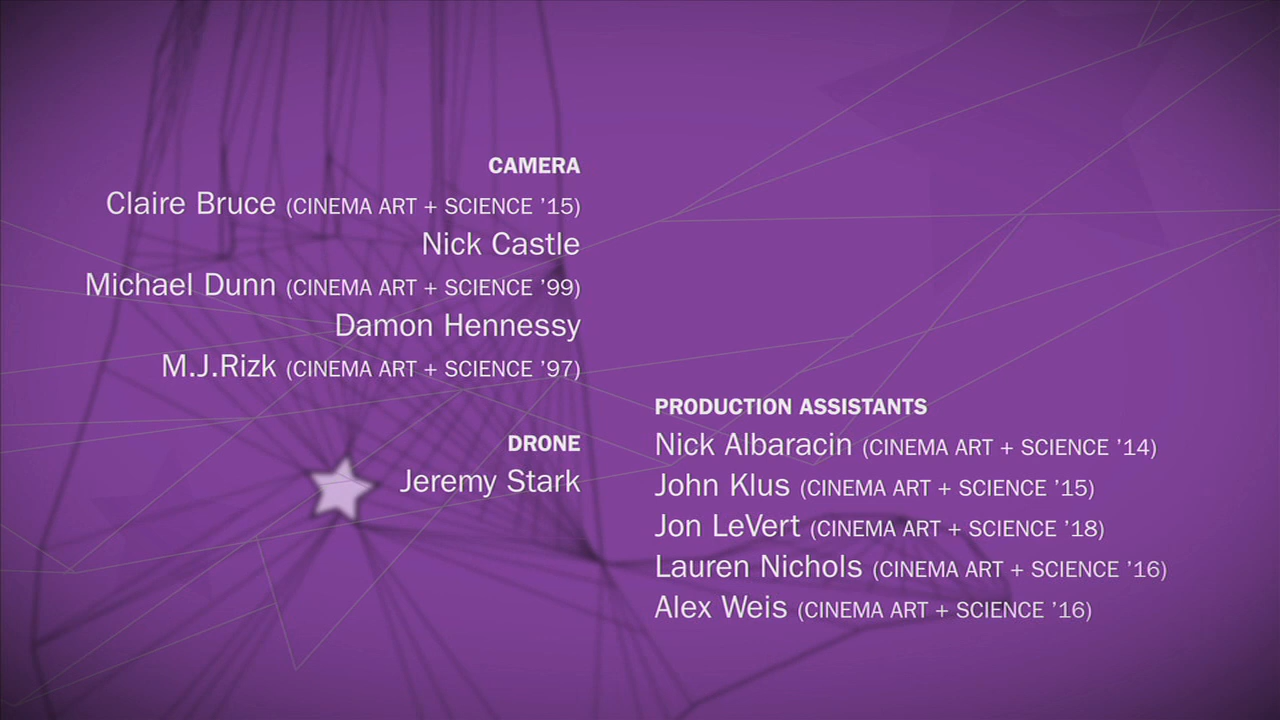 CAMERA
Claire Bruce (CINEMA ART + SCIENCE ’15)
Nick Castle
Michael Dunn (CINEMA ART + SCIENCE ’99)
Damon Hennessy
M.J.Rizk (CINEMA ART + SCIENCE ’97)
DRONE
Jeremy Stark
PRODUCTION ASSISTANTS
Nick Albaracin (CINEMA ART + SCIENCE ’14)
John Klus (CINEMA ART + SCIENCE ’15)
Jon LeVert (CINEMA ART + SCIENCE ’18)
Lauren Nichols (CINEMA ART + SCIENCE ’16)
Alex Weis (CINEMA ART + SCIENCE ’16)